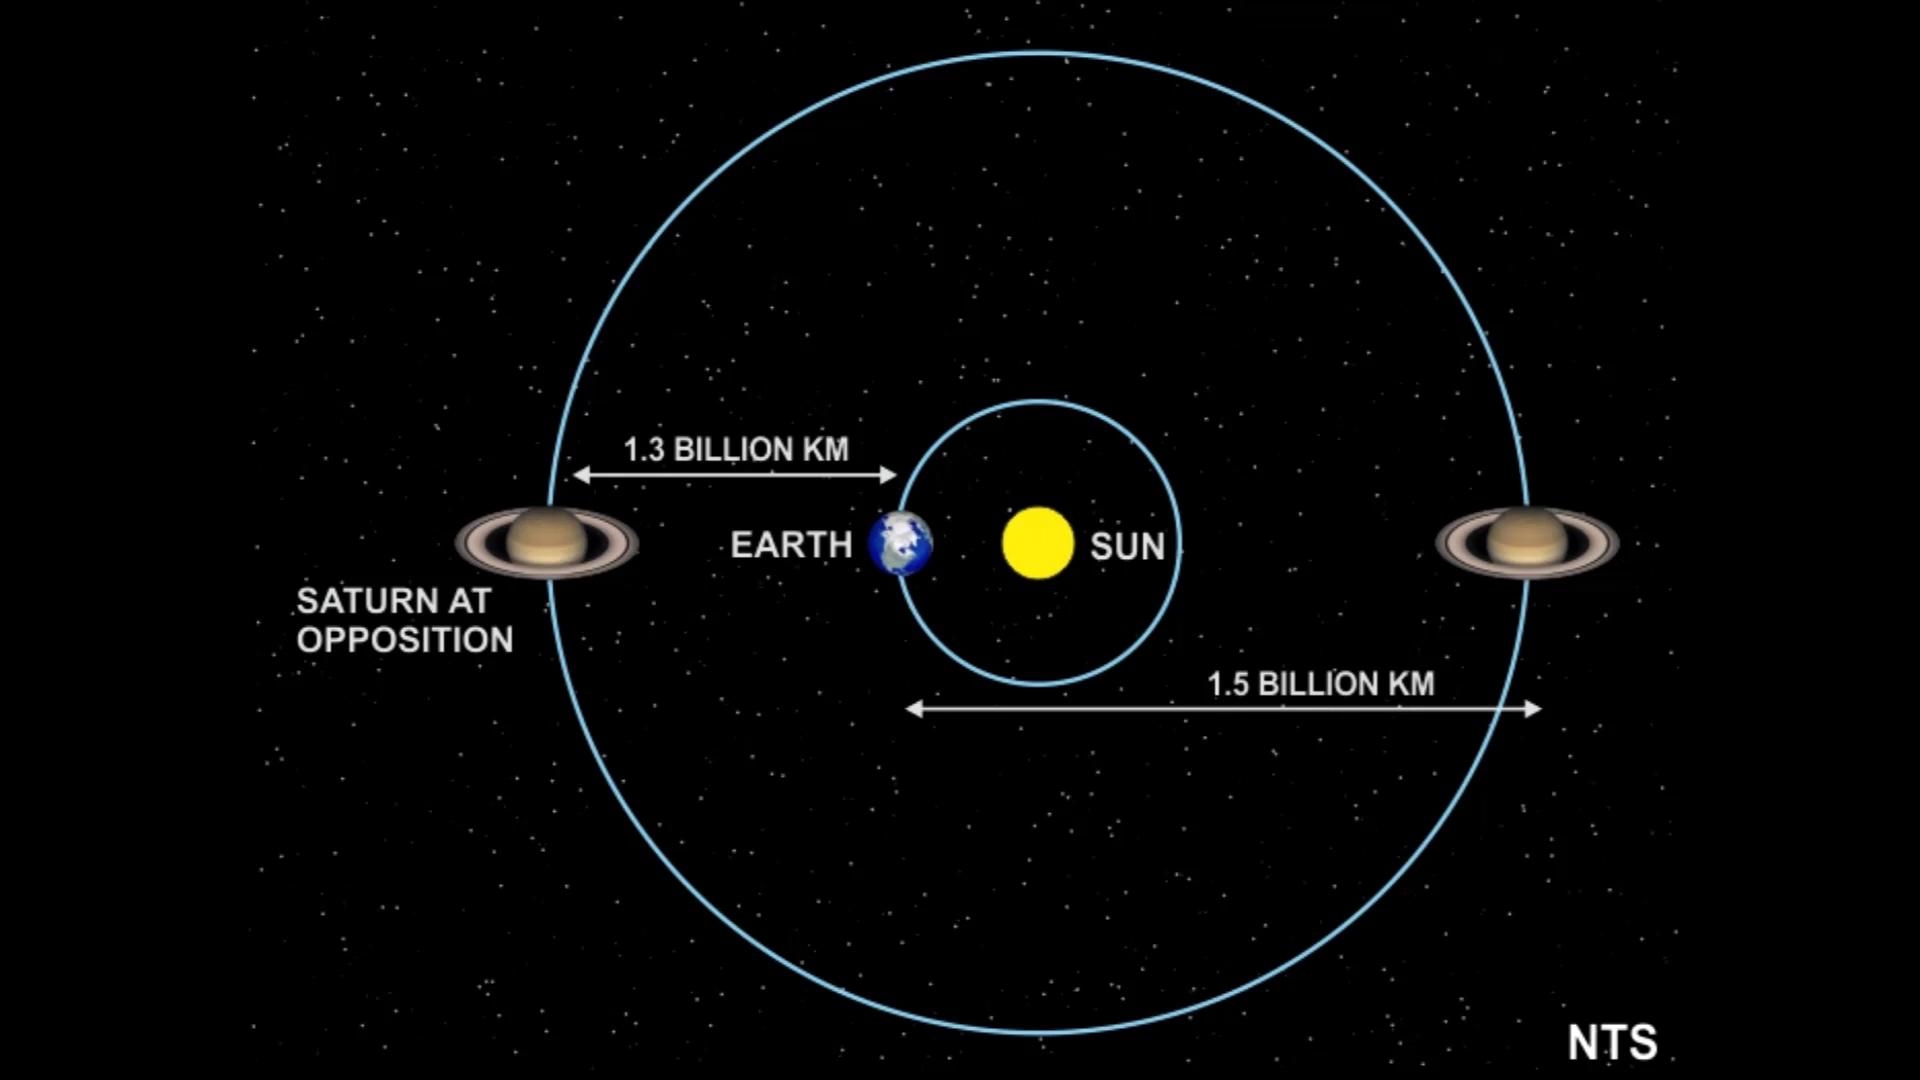 1.3 BILLION KM
EARTH
SUN
SATURN AT
OPPOSITION
1.5 BILLION KM
NTS